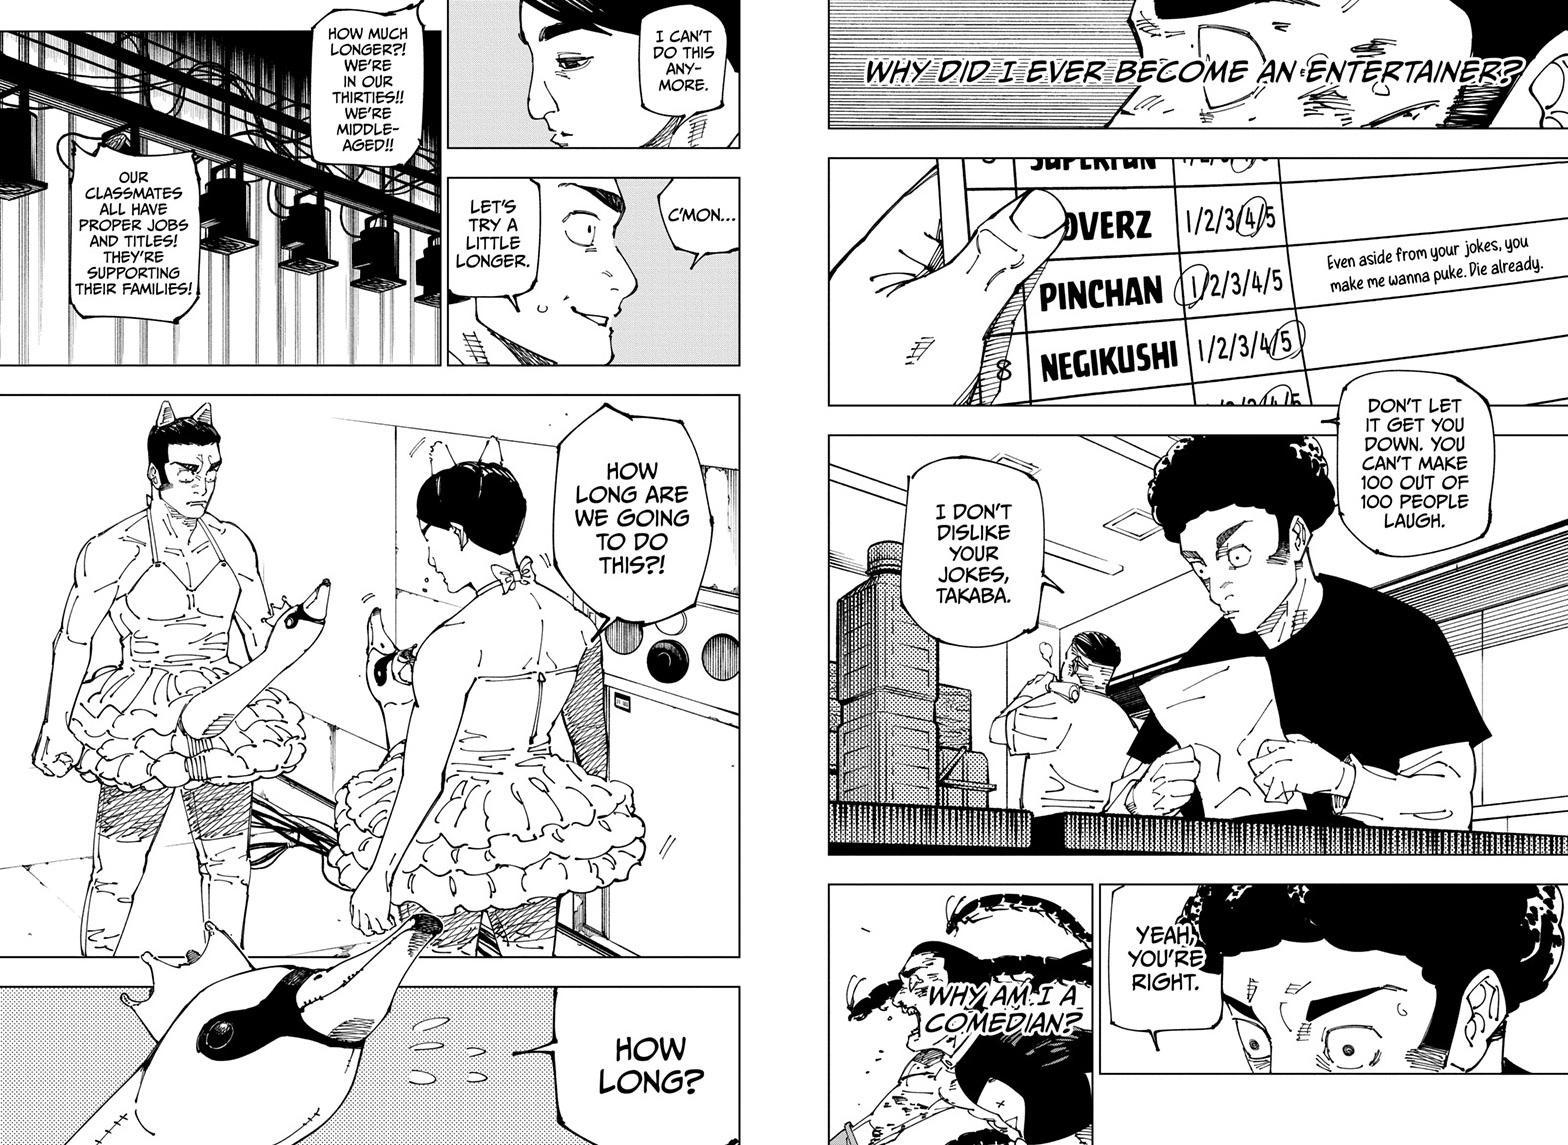 WHY DID I EVER BECOME AN ENTERTAINER?
SUPERFUN
OVERZ 1/2/3/4/5
PINCHAN 1/2/3/4/5 Even aside from your jokes, you
make me wanna puke. Die already.
8 NEGIKUSHI 1/2/3/4/5
DON'T LET
IT GET YOU
DOWN. YOU
CAN'T MAKE
100 OUT OF
100 PEOPLE
LAUGH.
I DON'T
DISLIKE
YOUR
JOKES,
TAKABA.
YEAH,
YOU'RE
RIGHT.
WHY AM I A
COMEDIAN?
I CAN'T
DO THIS
ANY-
MORE.
C'MON...
LET'S
TRY A
LITTLE
LONGER.
HOW MUCH
LONGER?!
WE'RE
IN OUR
THIRTIES!!
WE'RE
MIDDLE-
AGED!!
OUR
CLASSMATES
ALL HAVE
PROPER JOBS
AND TITLES!
THEY'RE
SUPPORTING
THEIR FAMILIES!
HOW
LONG ARE
WE GOING
TO DO
THIS?!
HOW
LONG?